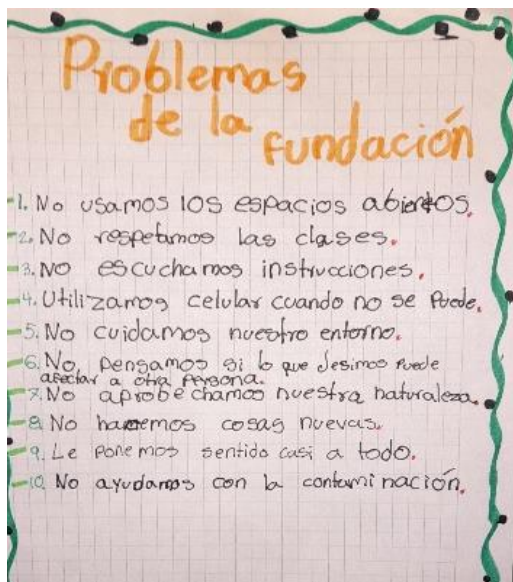 Problemas
de la
fundación
1. No usamos los espacios abiertos.
2. No respetamos las clases.
3. No escuchamos instrucciones.
4. Utilizamos celular cuando no se puede.
5. No cuidamos nuestro entorno.
6. No pensamos si lo que desimos puede
afectar a otra persona.
7. No aprobechamos nuestra naturaleza.
8. No hacemos cosas nuevas.
9. Le ponemos sentido casi a todo.
10. No ayudamos con la contaminación.